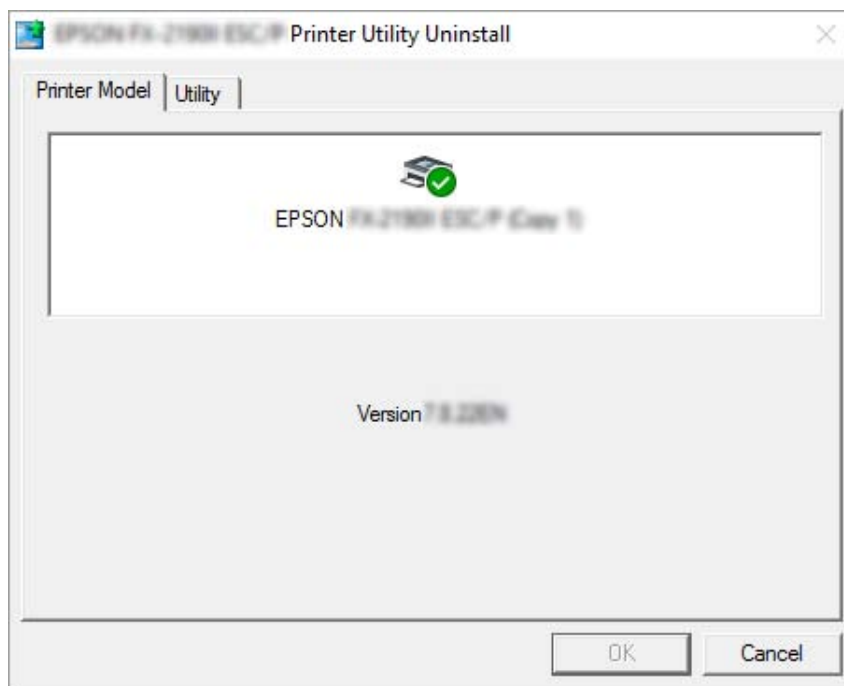 Printer Utility Uninstall
Printer Model
Utility
EPSON
Version
OK
Cancel